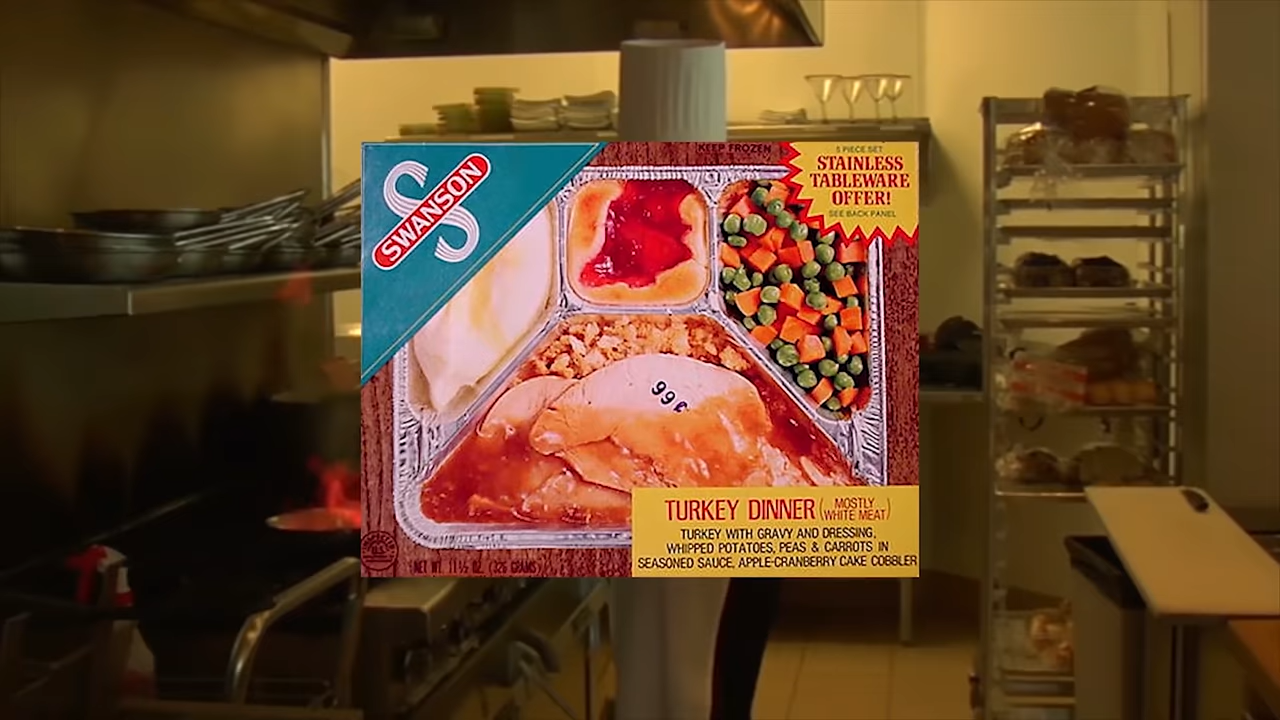 SWANSON
KEEP FROZEN
5 PIECE SET
STAINLESS
TABLEWARE
OFFER!
SEE BACK PANEL
99¢
TURKEY DINNER (MOSTLY
WHITE MEAT)
TURKEY WITH GRAVY AND DRESSING,
WHIPPED POTATOES, PEAS & CARROTS IN
SEASONED SAUCE, APPLE-CRANBERRY CAKE COBBLER
NET WT. 11½ OZ. (326 GRAMS)